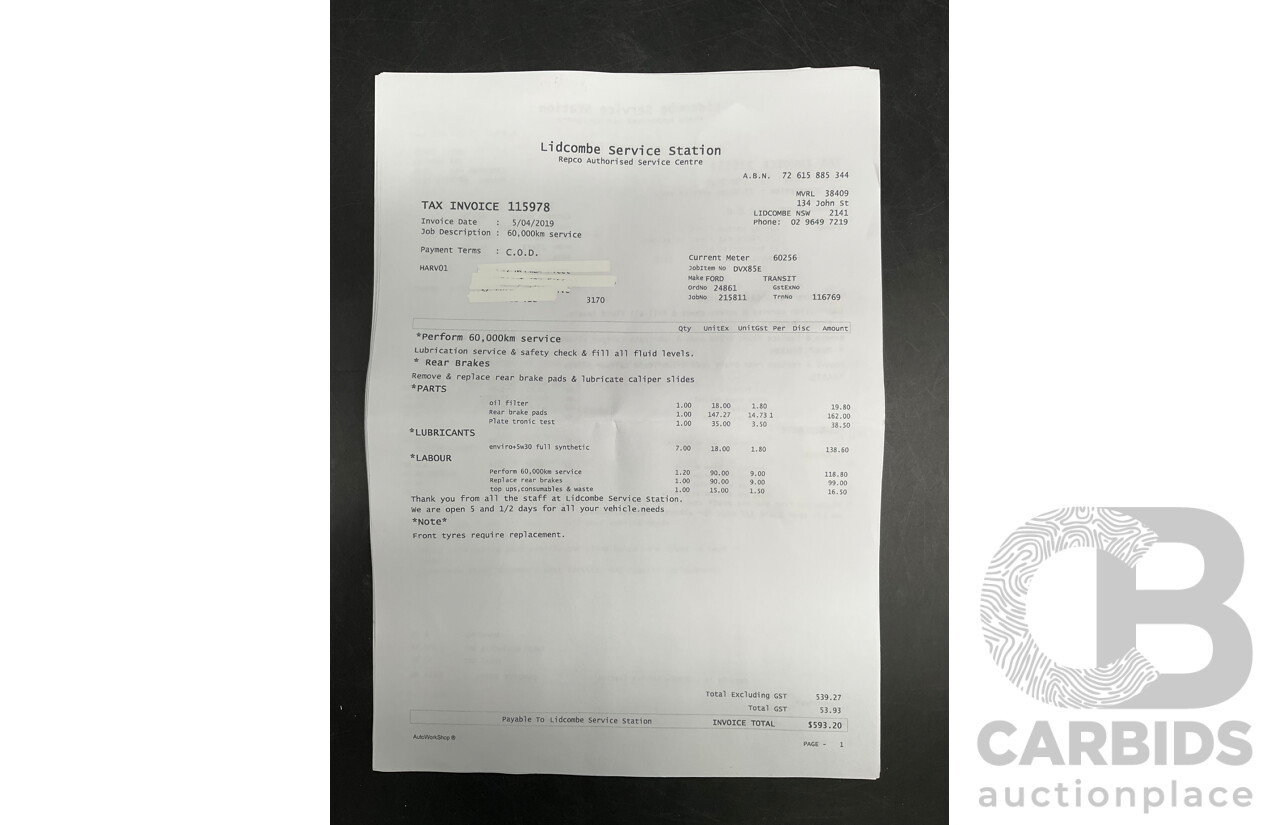 Lidcombe Service Station
Repco Authorised Service Centre
A.B.N. 72 615 885 344
MVRL 38409
134 John St
LIDCOMBE NSW 2141
Phone: 02 9649 7219
TAX INVOICE 115978
Invoice Date : 5/04/2019
Job Description : 60,000km service
Payment Terms : C.O.D.
HARV01
3170
Current Meter 60256
JobItem No DVX85E
Make FORD TRANSIT
OrdNo 24861 GstExNo
JobNo 215811 TrnNo 116769
Qty UnitEx UnitGst Per Disc Amount
*Perform 60,000km service
Lubrication service & safety check & fill all fluid levels.
* Rear Brakes
Remove & replace rear brake pads & lubricate caliper slides
*PARTS
oil filter 1.00 18.00 1.80 19.80
Rear brake pads 1.00 147.27 14.73 1 162.00
Plate tronic test 1.00 35.00 3.50 38.50
*LUBRICANTS
enviro+5w30 full synthetic 7.00 18.00 1.80 138.60
*LABOUR
Perform 60,000km service 1.20 90.00 9.00 118.80
Replace rear brakes 1.00 90.00 9.00 99.00
top ups,consumables & waste 1.00 15.00 1.50 16.50
Thank you from all the staff at Lidcombe Service Station.
We are open 5 and 1/2 days for all your vehicle.needs
*Note*
Front tyres require replacement.
Total Excluding GST 539.27
Total GST 53.93
Payable To Lidcombe Service Station INVOICE TOTAL $593.20
AutoWorkShop ®
PAGE - 1
CB
CARBIDS
auctionplace